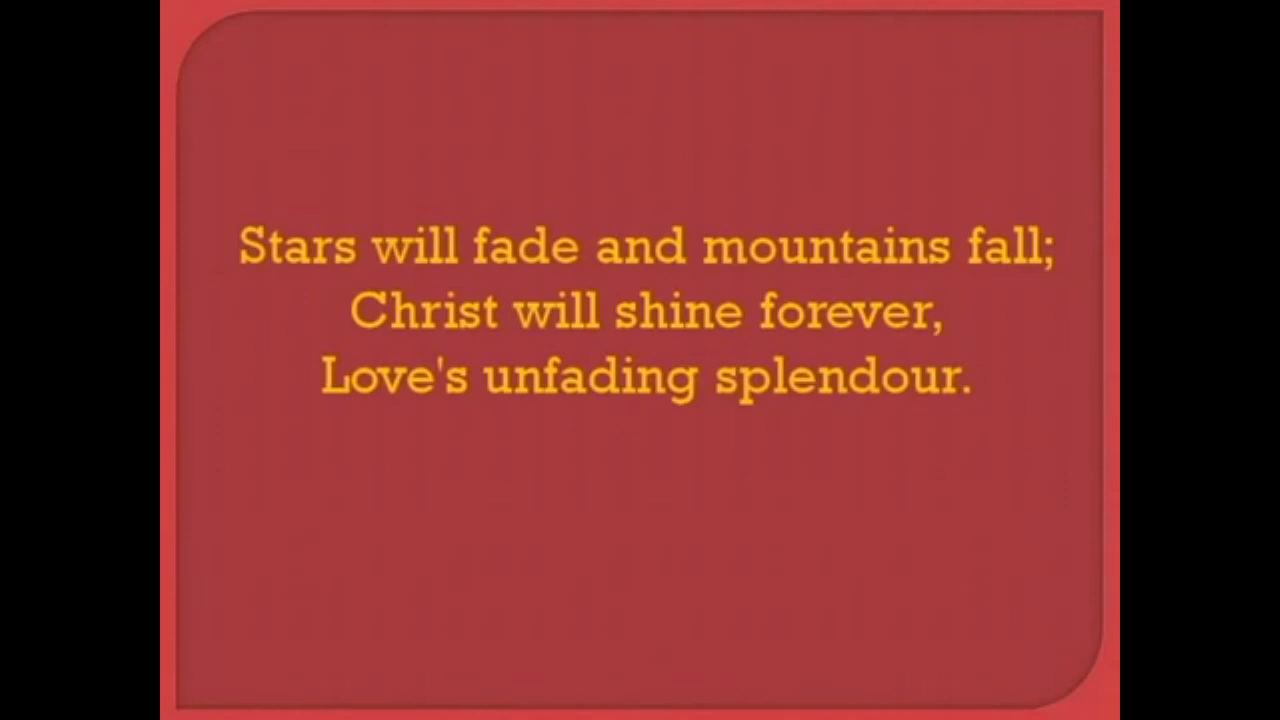 Stars will fade and mountains fall;
Christ will shine forever,
Love's unfading splendour.